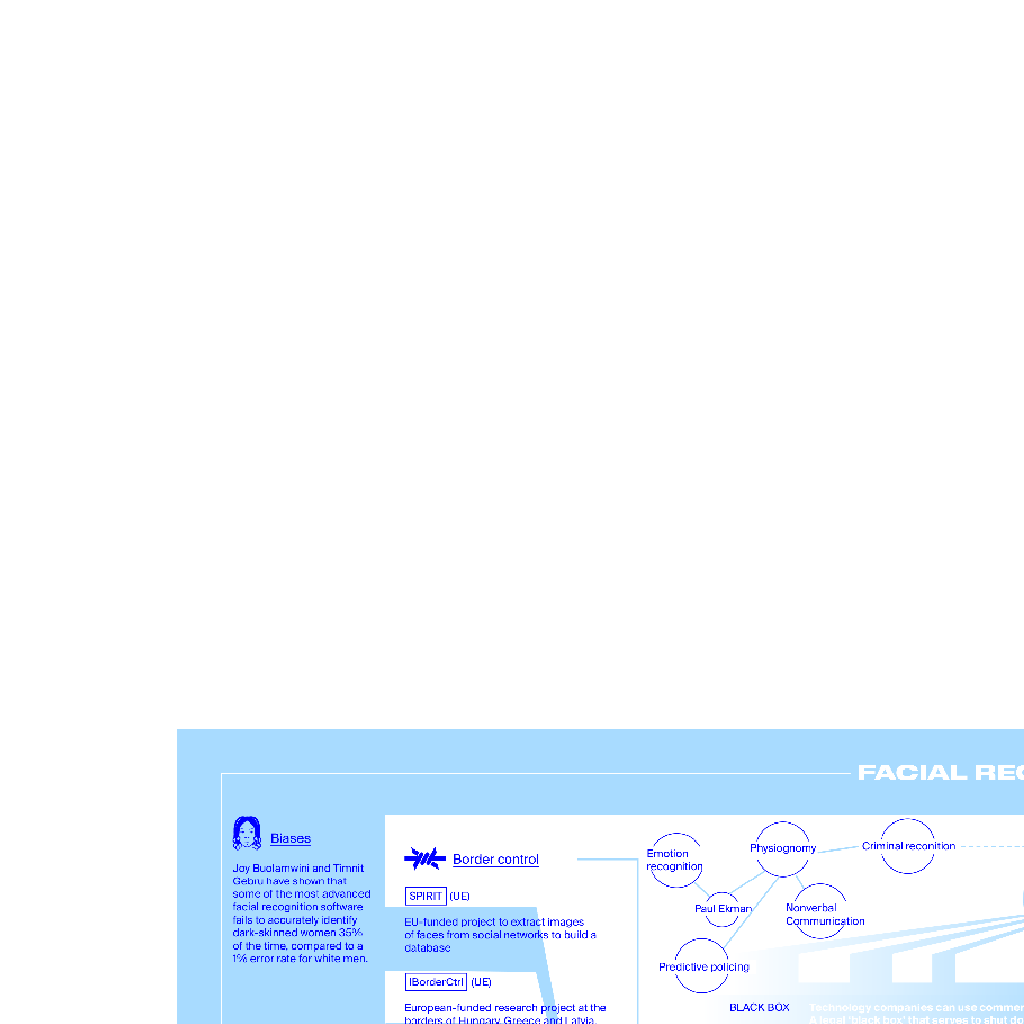 FACIAL REC
Biases
Joy Buolamwini and Timnit
Gebru have shown that
some of the most advanced
facial recognition software
fails to accurately identify
dark-skinned women 35%
of the time, compared to a
1% error rate for white men.
Border control
SPIRIT (UE)
EU-funded project to extract images
of faces from social networks to build a
database
IBorderCtrl (UE)
European-funded research project at the
borders of Hungary, Greece and Latvia.
Emotion
recognition
Physiognomy
Criminal reconition
Paul Ekman
Nonverbal
Communication
Predictive policing
BLACK BOX
Technology companies can use commer
A legal 'black box' that serves to shut do